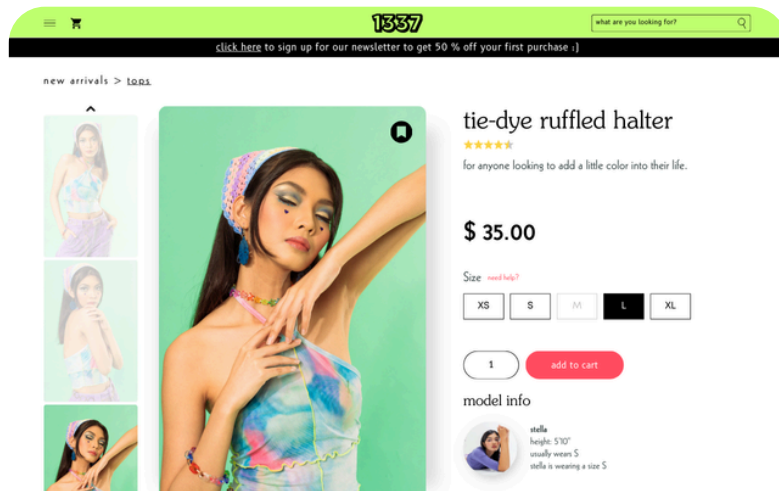 1337
what are you looking for?
click here to sign up for our newsletter to get 50 % off your first purchase :]
new arrivals > tops
tie-dye ruffled halter
for anyone looking to add a little color into their life.
$ 35.00
Size need help?
XS S M L XL
1 add to cart
model info
stella
height: 5'10"
usually wears S
stella is wearing a size S